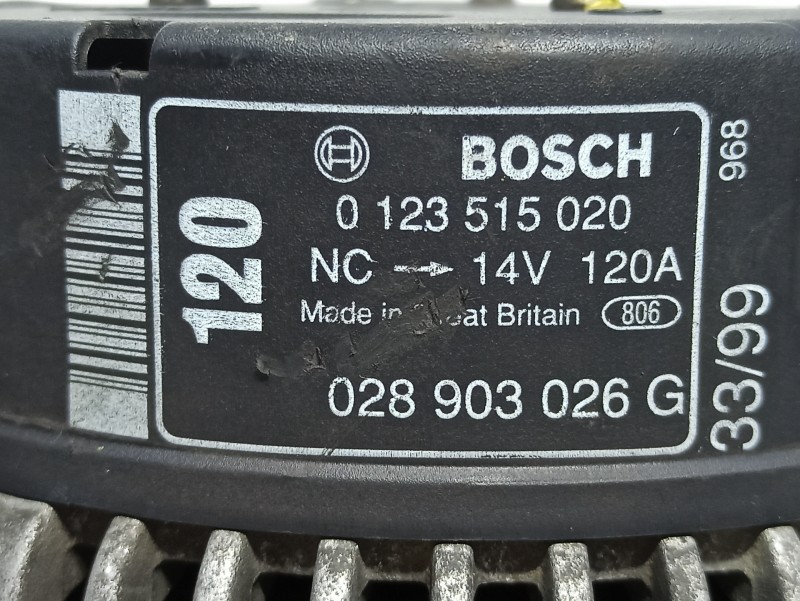 BOSCH
0 123 515 020
NC → 14V 120A
Made in Britain 806
028 903 026 G
120
968
33/99